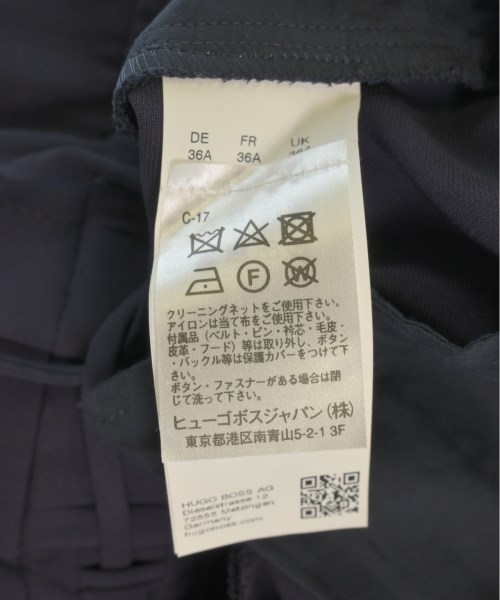 DE FR UK
36A 36A 36A
C-17
F W
クリーニングネットをご使用下さい。
アイロンは当て布をご使用下さい。
付属品(ベルト・ピン・衿芯・毛皮・
皮革・フード)等は取り外し、ボタン
・バックル等は保護カバーをつけて下
さい。
ボタン・ファスナーがある場合は閉
じて洗って下さい。
ヒューゴボスジャパン(株)
東京都港区南青山5-2-1 3F
HUGO BOSS AG
Dieselstrasse 12
72555 Metzingen
Germany
hugoboss.com